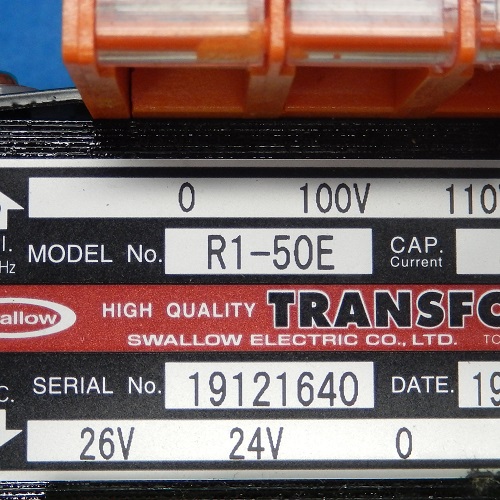 0 100V 110V
MODEL No. R1-50E CAP.
Current
Hz
HIGH QUALITY TRANSFO
SWALLOW ELECTRIC CO., LTD.
SERIAL No. 19121640 DATE. 19
26V 24V 0